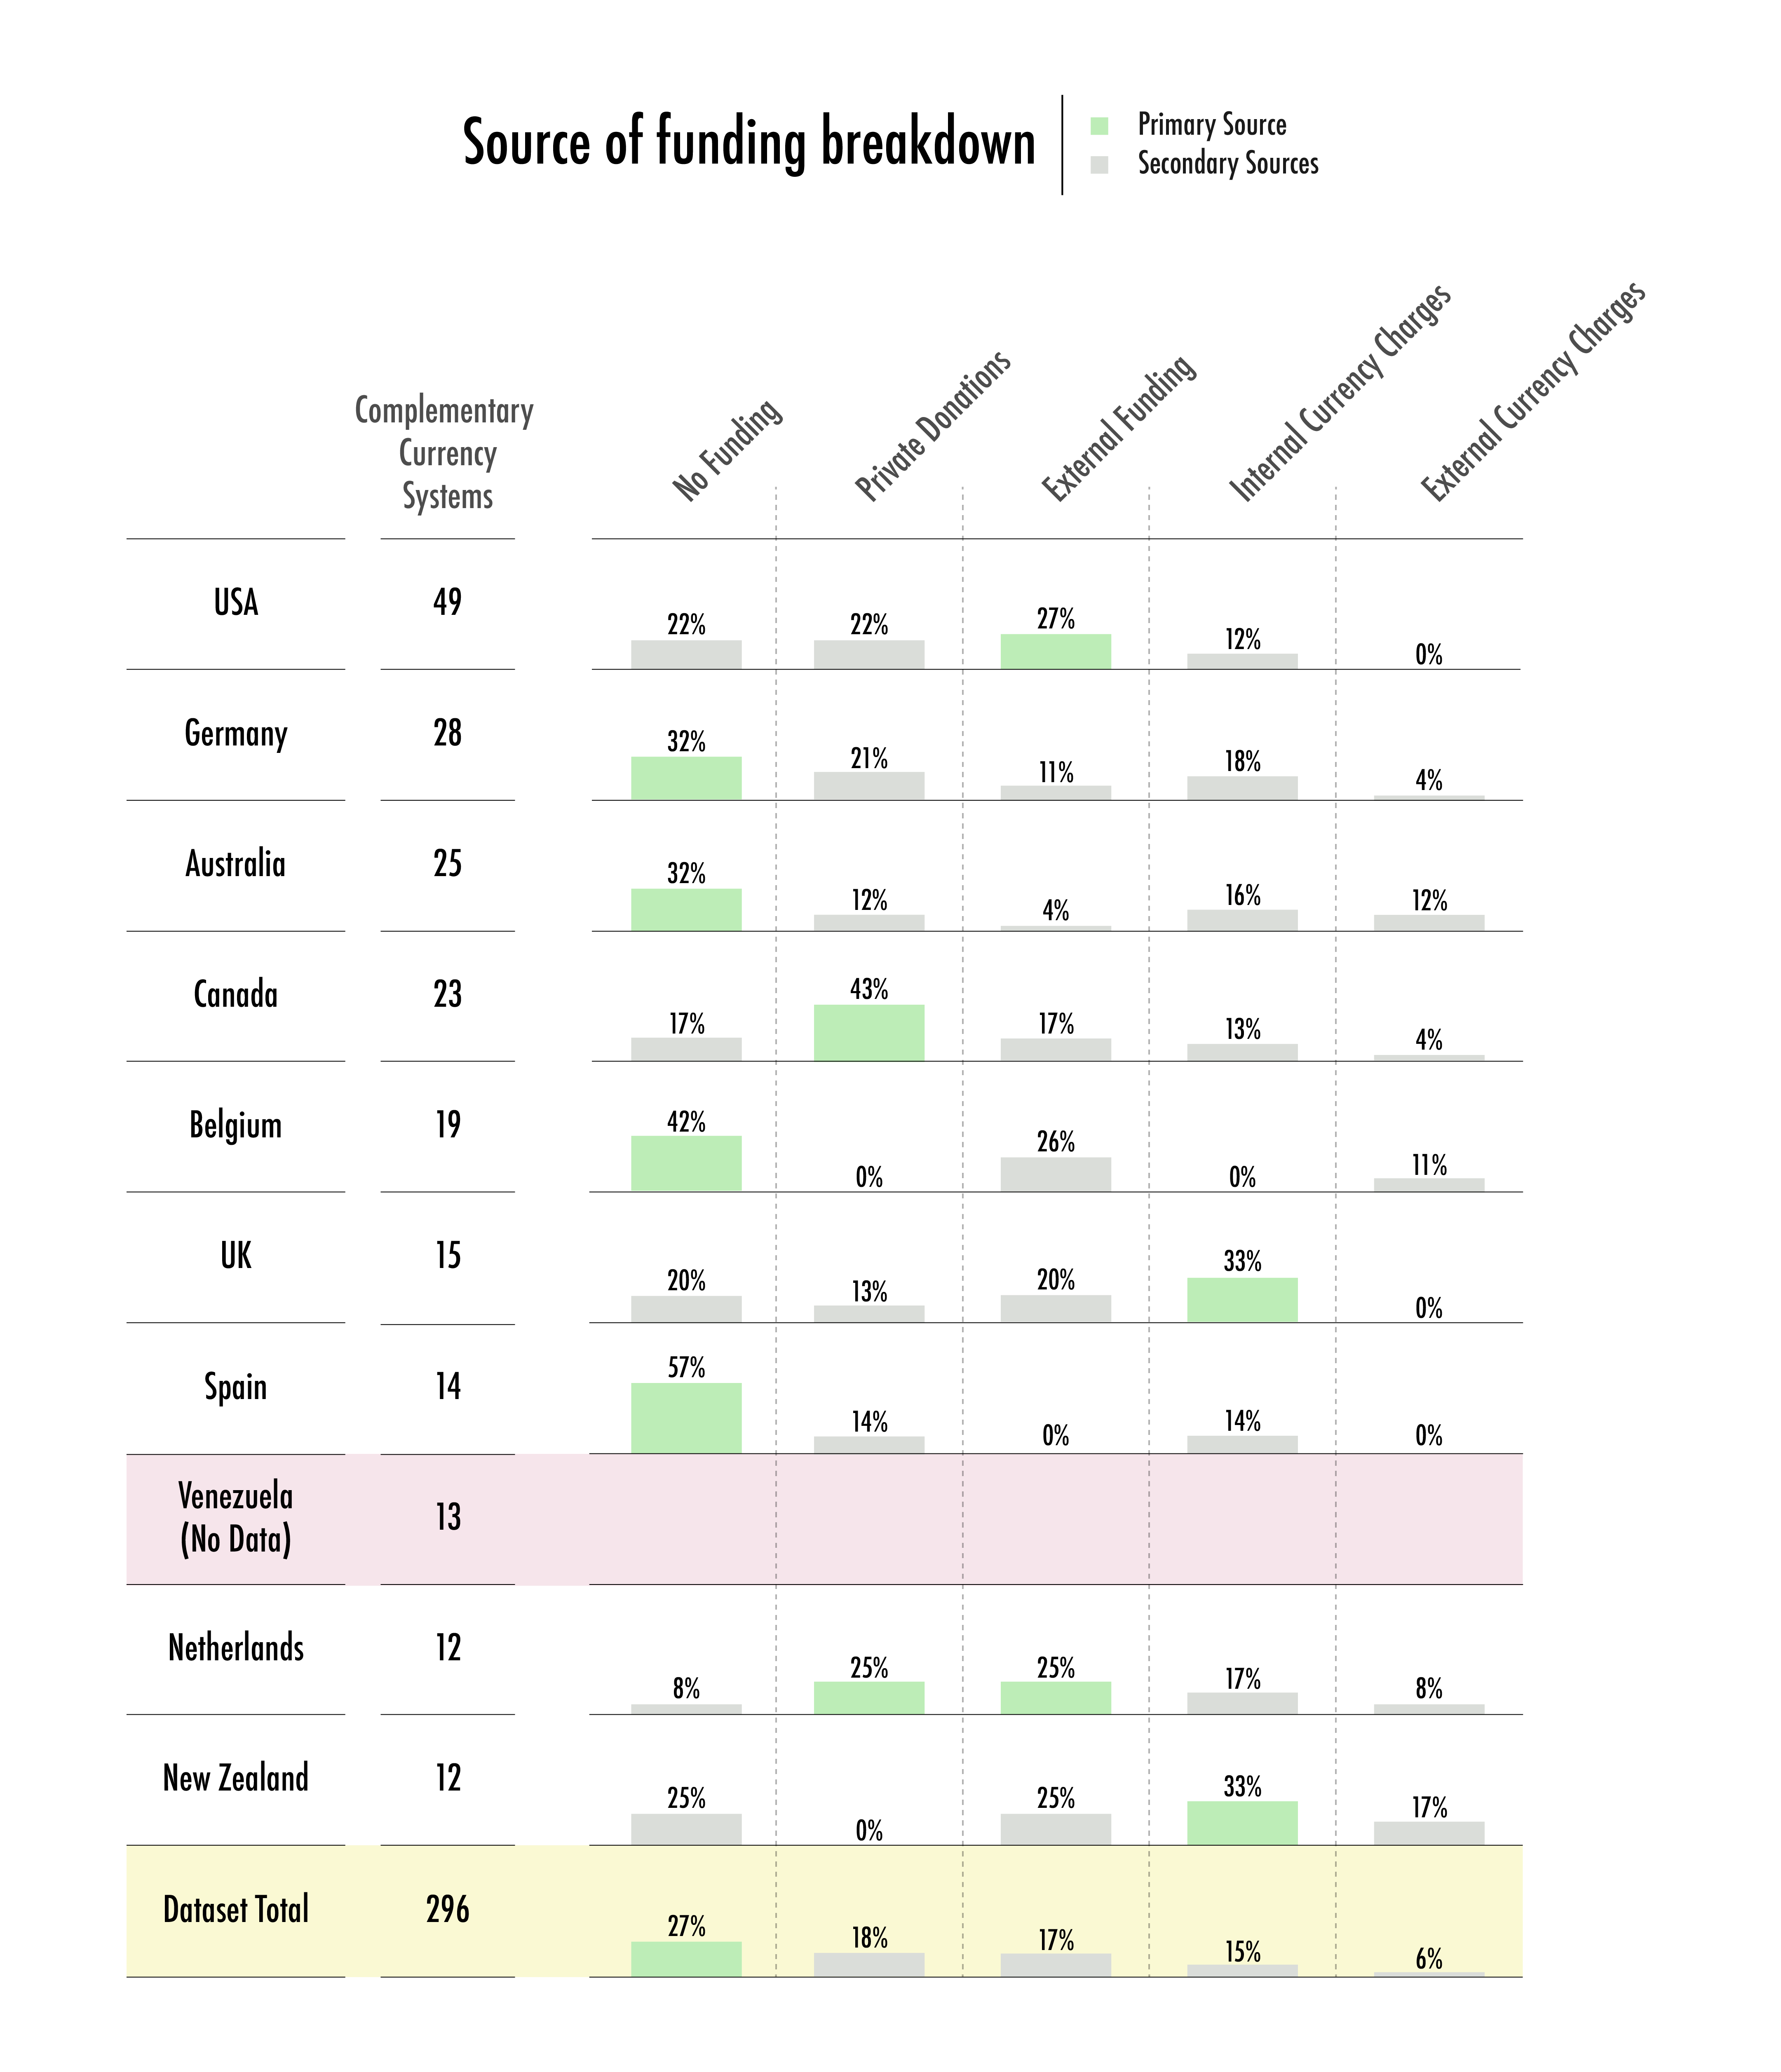 Source of funding breakdown
Primary Source
Secondary Sources
Complementary
Currency
Systems
No Funding
Private Donations
External Funding
Internal Currency Charges
External Currency Charges
USA 49 22% 22% 27% 12% 0%
Germany 28 32% 21% 11% 18% 4%
Australia 25 32% 12% 4% 16% 12%
Canada 23 17% 43% 17% 13% 4%
Belgium 19 42% 0% 26% 0% 11%
UK 15 20% 13% 20% 33% 0%
Spain 14 57% 14% 0% 14% 0%
Venezuela
(No Data) 13
Netherlands 12 8% 25% 25% 17% 8%
New Zealand 12 25% 0% 25% 33% 17%
Dataset Total 296 27% 18% 17% 15% 6%